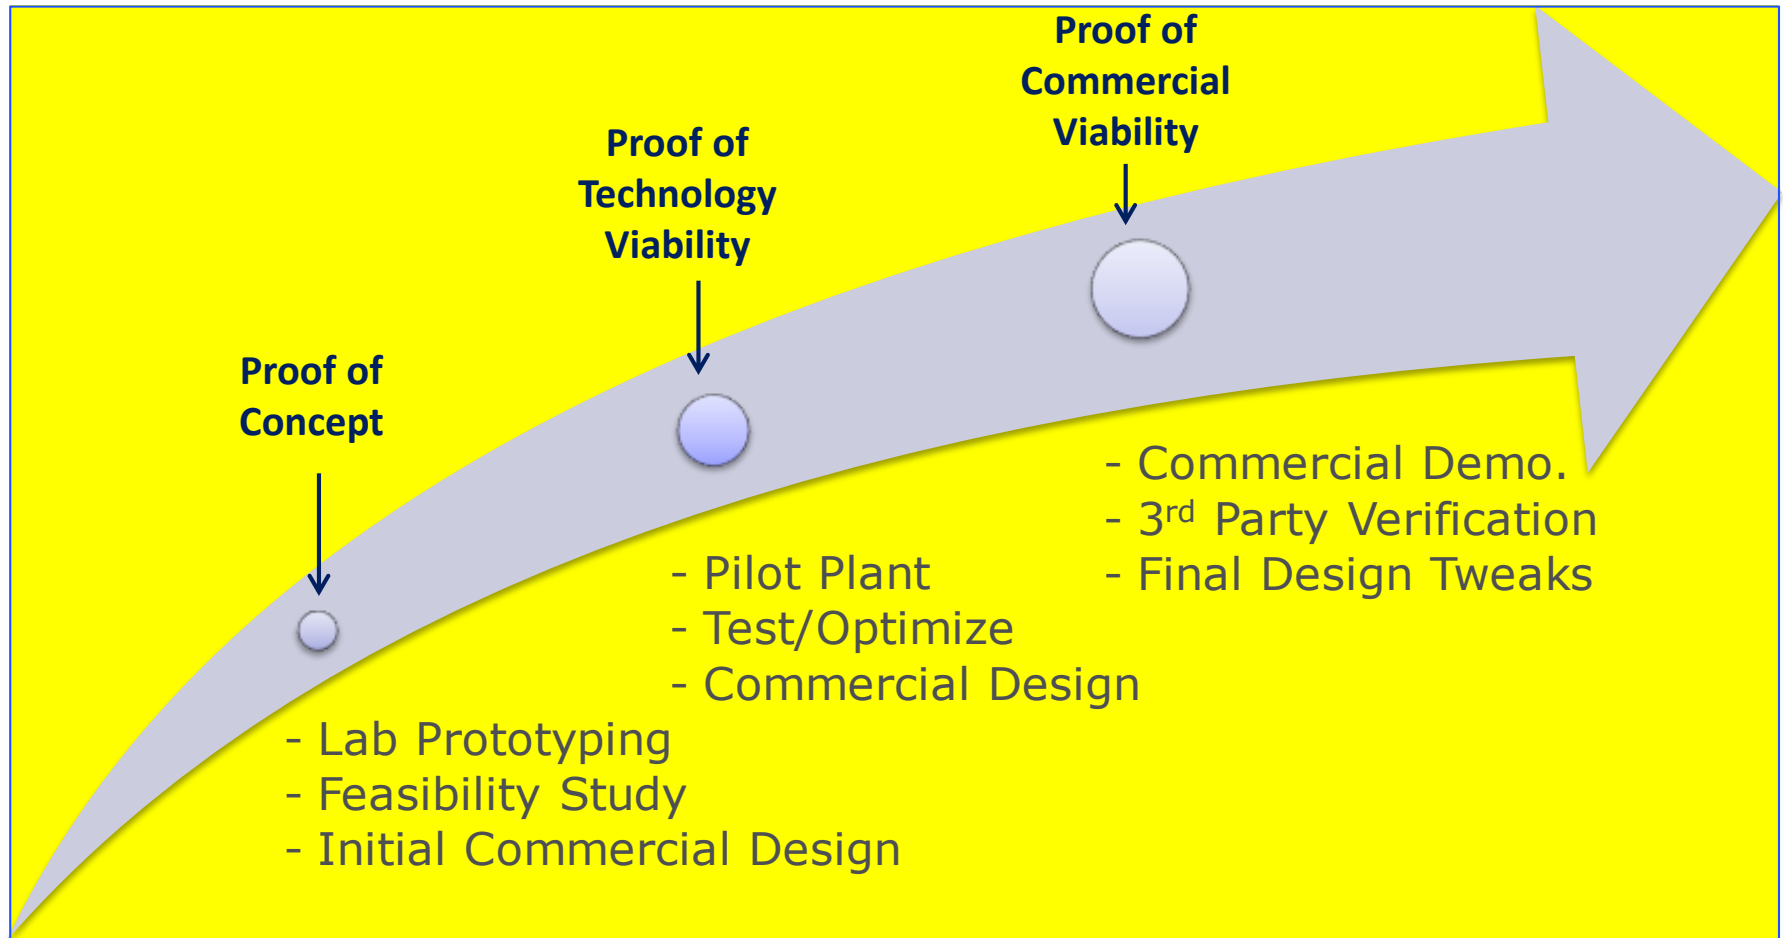 Proof of
Concept
- Lab Prototyping
- Feasibility Study
- Initial Commercial Design
Proof of
Technology
Viability
- Pilot Plant
- Test/Optimize
- Commercial Design
Proof of
Commercial
Viability
- Commercial Demo.
- 3rd Party Verification
- Final Design Tweaks